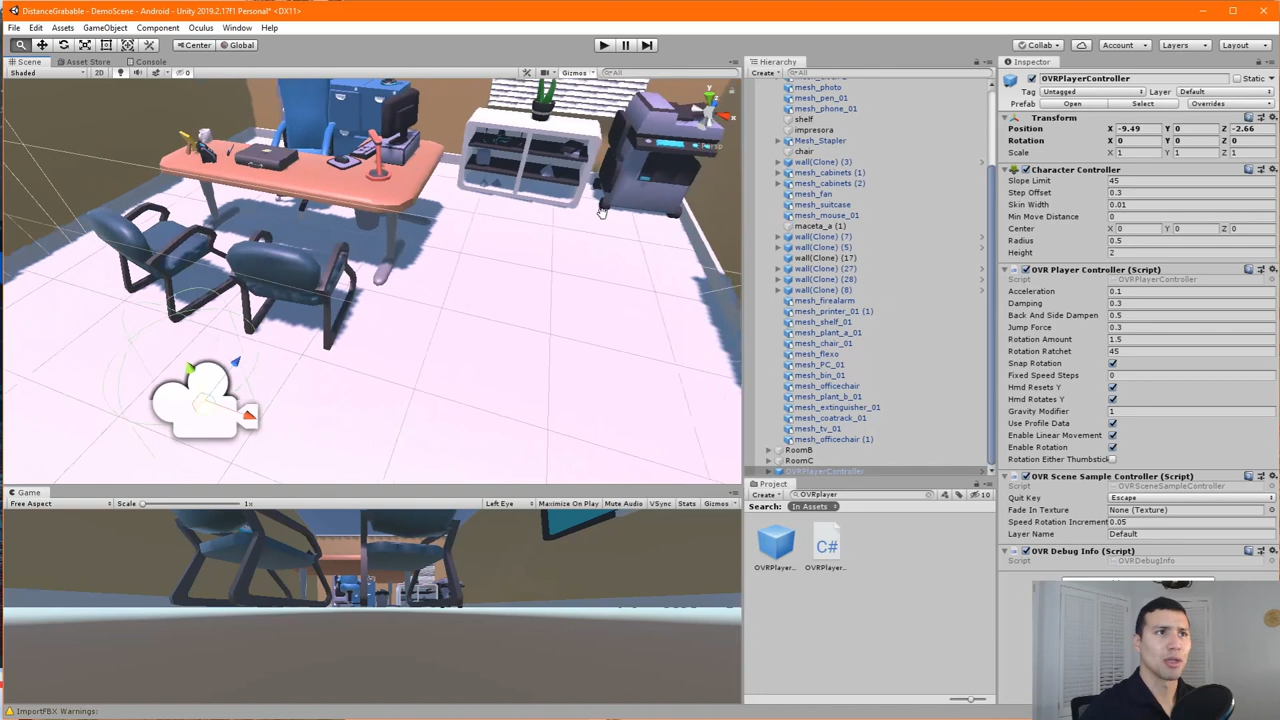 DistanceGrabable - DemoScene - Android - Unity 2019.2.17f1 Personal* <DX11>
File Edit Assets GameObject Component Oculus Window Help
Center Global Collab Account Layers Layout
Scene Asset Store Console
Shaded 2D 0 Gizmos All
Persp
Game
Free Aspect Scale 1x Left Eye Maximize On Play Mute Audio VSync Stats Gizmos
ImportFBX Warnings:
Hierarchy
Create All
mesh_photo
mesh_pen_01
mesh_phone_01
shelf
impresora
Mesh_Stapler
chair
wall(Clone) (3)
mesh_cabinets (1)
mesh_cabinets (2)
mesh_fan
mesh_suitcase
mesh_mouse_01
maceta_a (1)
wall(Clone) (7)
wall(Clone) (5)
wall(Clone) (17)
wall(Clone) (27)
wall(Clone) (28)
wall(Clone) (8)
mesh_firealarm
mesh_printer_01 (1)
mesh_shelf_01
mesh_plant_a_01
mesh_chair_01
mesh_flexo
mesh_PC_01
mesh_bin_01
mesh_officechair
mesh_plant_b_01
mesh_extinguisher_01
mesh_coatrack_01
mesh_tv_01
mesh_officechair (1)
RoomB
RoomC
OVRPlayerController
Project
Create OVRplayer 10
Search: In Assets
C#
OVRPlayer... OVRPlayer...
Inspector
OVRPlayerController Static
Tag Untagged Layer Default
Prefab Open Select Overrides
Transform
Position X -9.49 Y 0 Z -2.66
Rotation X 0 Y 0 Z 0
Scale X 1 Y 1 Z 1
Character Controller
Slope Limit 45
Step Offset 0.3
Skin Width 0.01
Min Move Distance 0
Center X 0 Y 0 Z 0
Radius 0.5
Height 2
OVR Player Controller (Script)
Script OVRPlayerController
Acceleration 0.1
Damping 0.3
Back And Side Dampen 0.5
Jump Force 0.3
Rotation Amount 1.5
Rotation Ratchet 45
Snap Rotation
Fixed Speed Steps 0
Hmd Resets Y
Hmd Rotates Y
Gravity Modifier 1
Use Profile Data
Enable Linear Movement
Enable Rotation
Rotation Either Thumbstick
OVR Scene Sample Controller (Script)
Script OVRSceneSampleController
Quit Key Escape
Fade In Texture None (Texture)
Speed Rotation Increment 0.05
Layer Name Default
OVR Debug Info (Script)
Script OVRDebugInfo